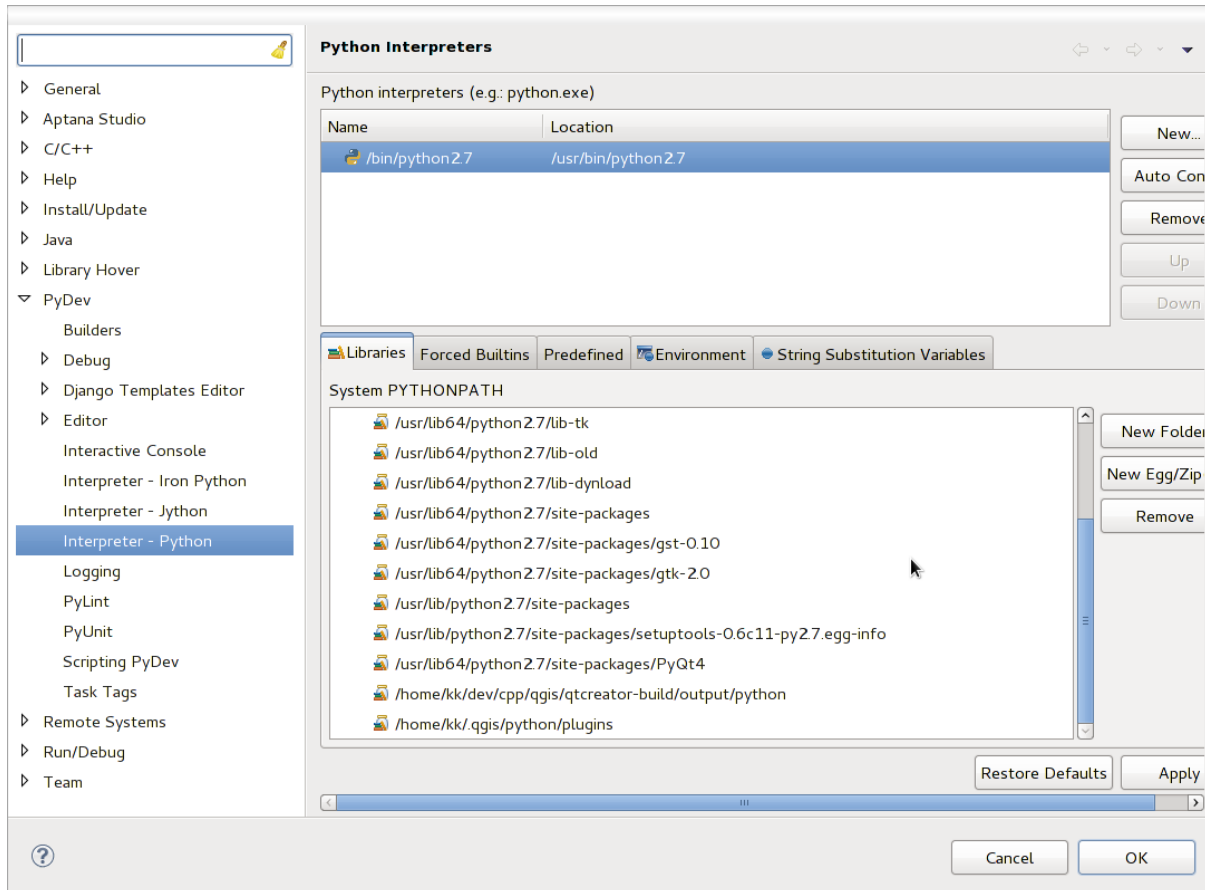 Python Interpreters
General
Aptana Studio
C/C++
Help
Install/Update
Java
Library Hover
PyDev
Builders
Debug
Django Templates Editor
Editor
Interactive Console
Interpreter - Iron Python
Interpreter - Jython
Interpreter - Python
Logging
PyLint
PyUnit
Scripting PyDev
Task Tags
Remote Systems
Run/Debug
Team
Python interpreters (e.g.: python.exe)
Name Location
/bin/python2.7 /usr/bin/python2.7
New...
Auto Con
Remove
Up
Down
Libraries Forced Builtins Predefined Environment String Substitution Variables
System PYTHONPATH
/usr/lib64/python2.7/lib-tk
/usr/lib64/python2.7/lib-old
/usr/lib64/python2.7/lib-dynload
/usr/lib64/python2.7/site-packages
/usr/lib64/python2.7/site-packages/gst-0.10
/usr/lib64/python2.7/site-packages/gtk-2.0
/usr/lib/python2.7/site-packages
/usr/lib/python2.7/site-packages/setuptools-0.6c11-py2.7.egg-info
/usr/lib64/python2.7/site-packages/PyQt4
/home/kk/dev/cpp/qgis/qtcreator-build/output/python
/home/kk/.qgis/python/plugins
New Folder
New Egg/Zip
Remove
Restore Defaults Apply
Cancel OK